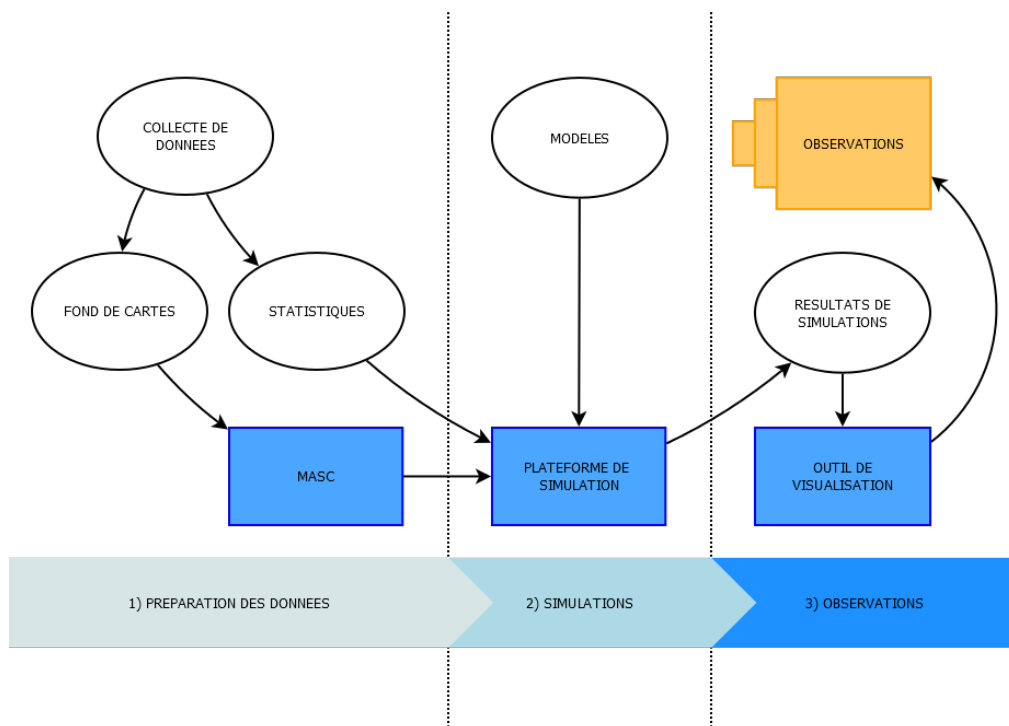 COLLECTE DE
DONNEES
MODELES
OBSERVATIONS
FOND DE CARTES
STATISTIQUES
RESULTATS DE
SIMULATIONS
MASC
PLATEFORME DE
SIMULATION
OUTIL DE
VISUALISATION
1) PREPARATION DES DONNEES
2) SIMULATIONS
3) OBSERVATIONS